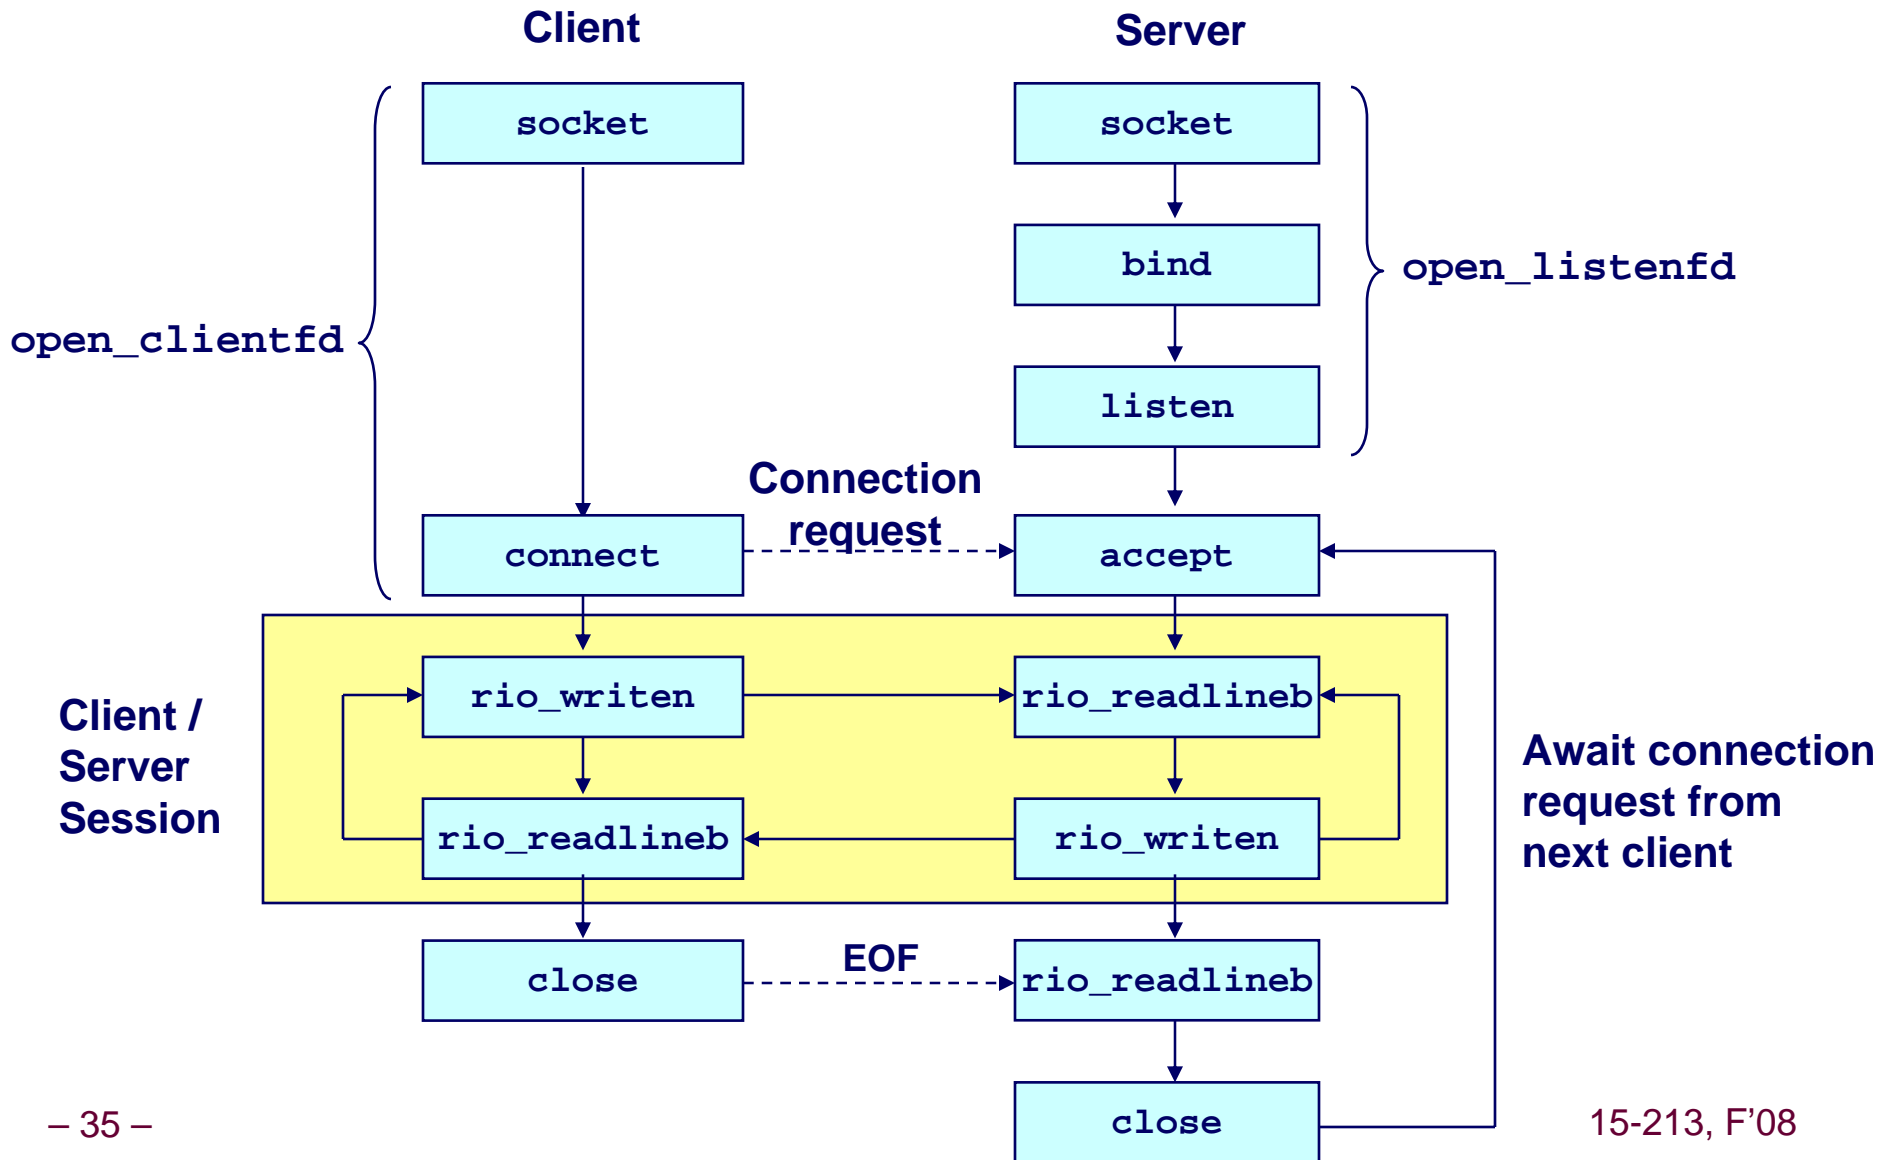 Client
Server
socket
socket
bind
open_listenfd
open_clientfd
listen
Connection
request
connect
accept
rio_writen
rio_readlineb
Client /
Server
Session
Await connection
request from
next client
rio_readlineb
rio_writen
close
EOF
rio_readlineb
close
– 35 –
15-213, F’08